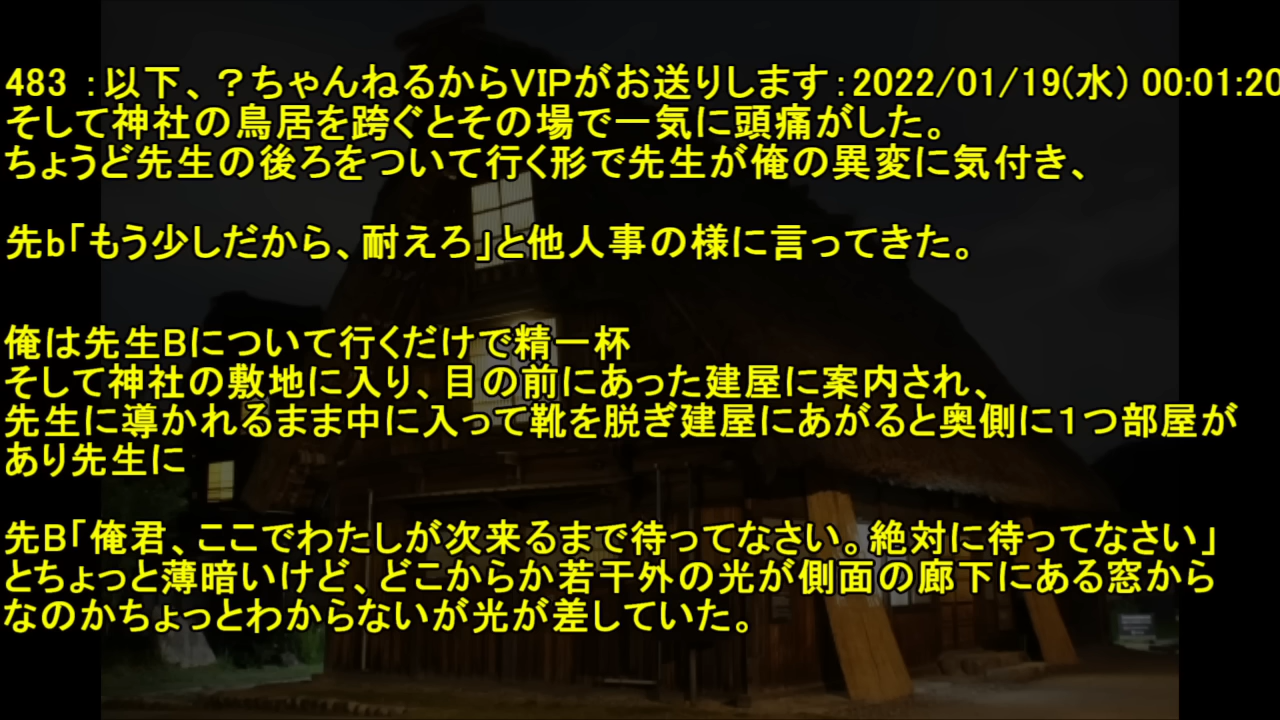 483 ：以下、？ちゃんねるからVIPがお送りします：2022/01/19(水) 00:01:20
そして神社の鳥居を跨ぐとその場で一気に頭痛がした。
ちょうど先生の後ろをついて行く形で先生が俺の異変に気付き、
先b「もう少しだから、耐えろ」と他人事の様に言ってきた。
俺は先生Bについて行くだけで精一杯
そして神社の敷地に入り、目の前にあった建屋に案内され、
先生に導かれるまま中に入って靴を脱ぎ建屋にあがると奥側に１つ部屋が
あり先生に
先B「俺君、ここでわたしが次来るまで待ってなさい。絶対に待ってなさい」
とちょっと薄暗いけど、どこからか若干外の光が側面の廊下にある窓から
なのかちょっとわからないが光が差していた。